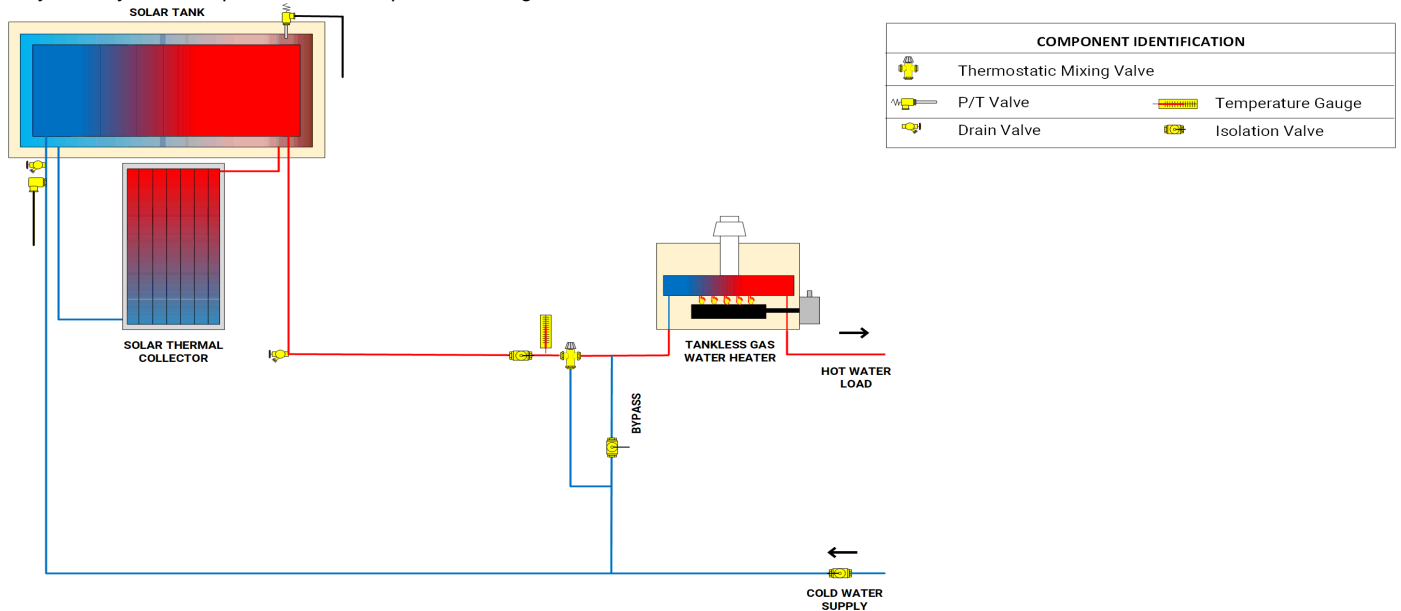 SOLAR TANK
COMPONENT IDENTIFICATION
Thermostatic Mixing Valve
P/T Valve
Temperature Gauge
Drain Valve
Isolation Valve
SOLAR THERMAL
COLLECTOR
TANKLESS GAS
WATER HEATER
HOT WATER
LOAD
BYPASS
COLD WATER
SUPPLY